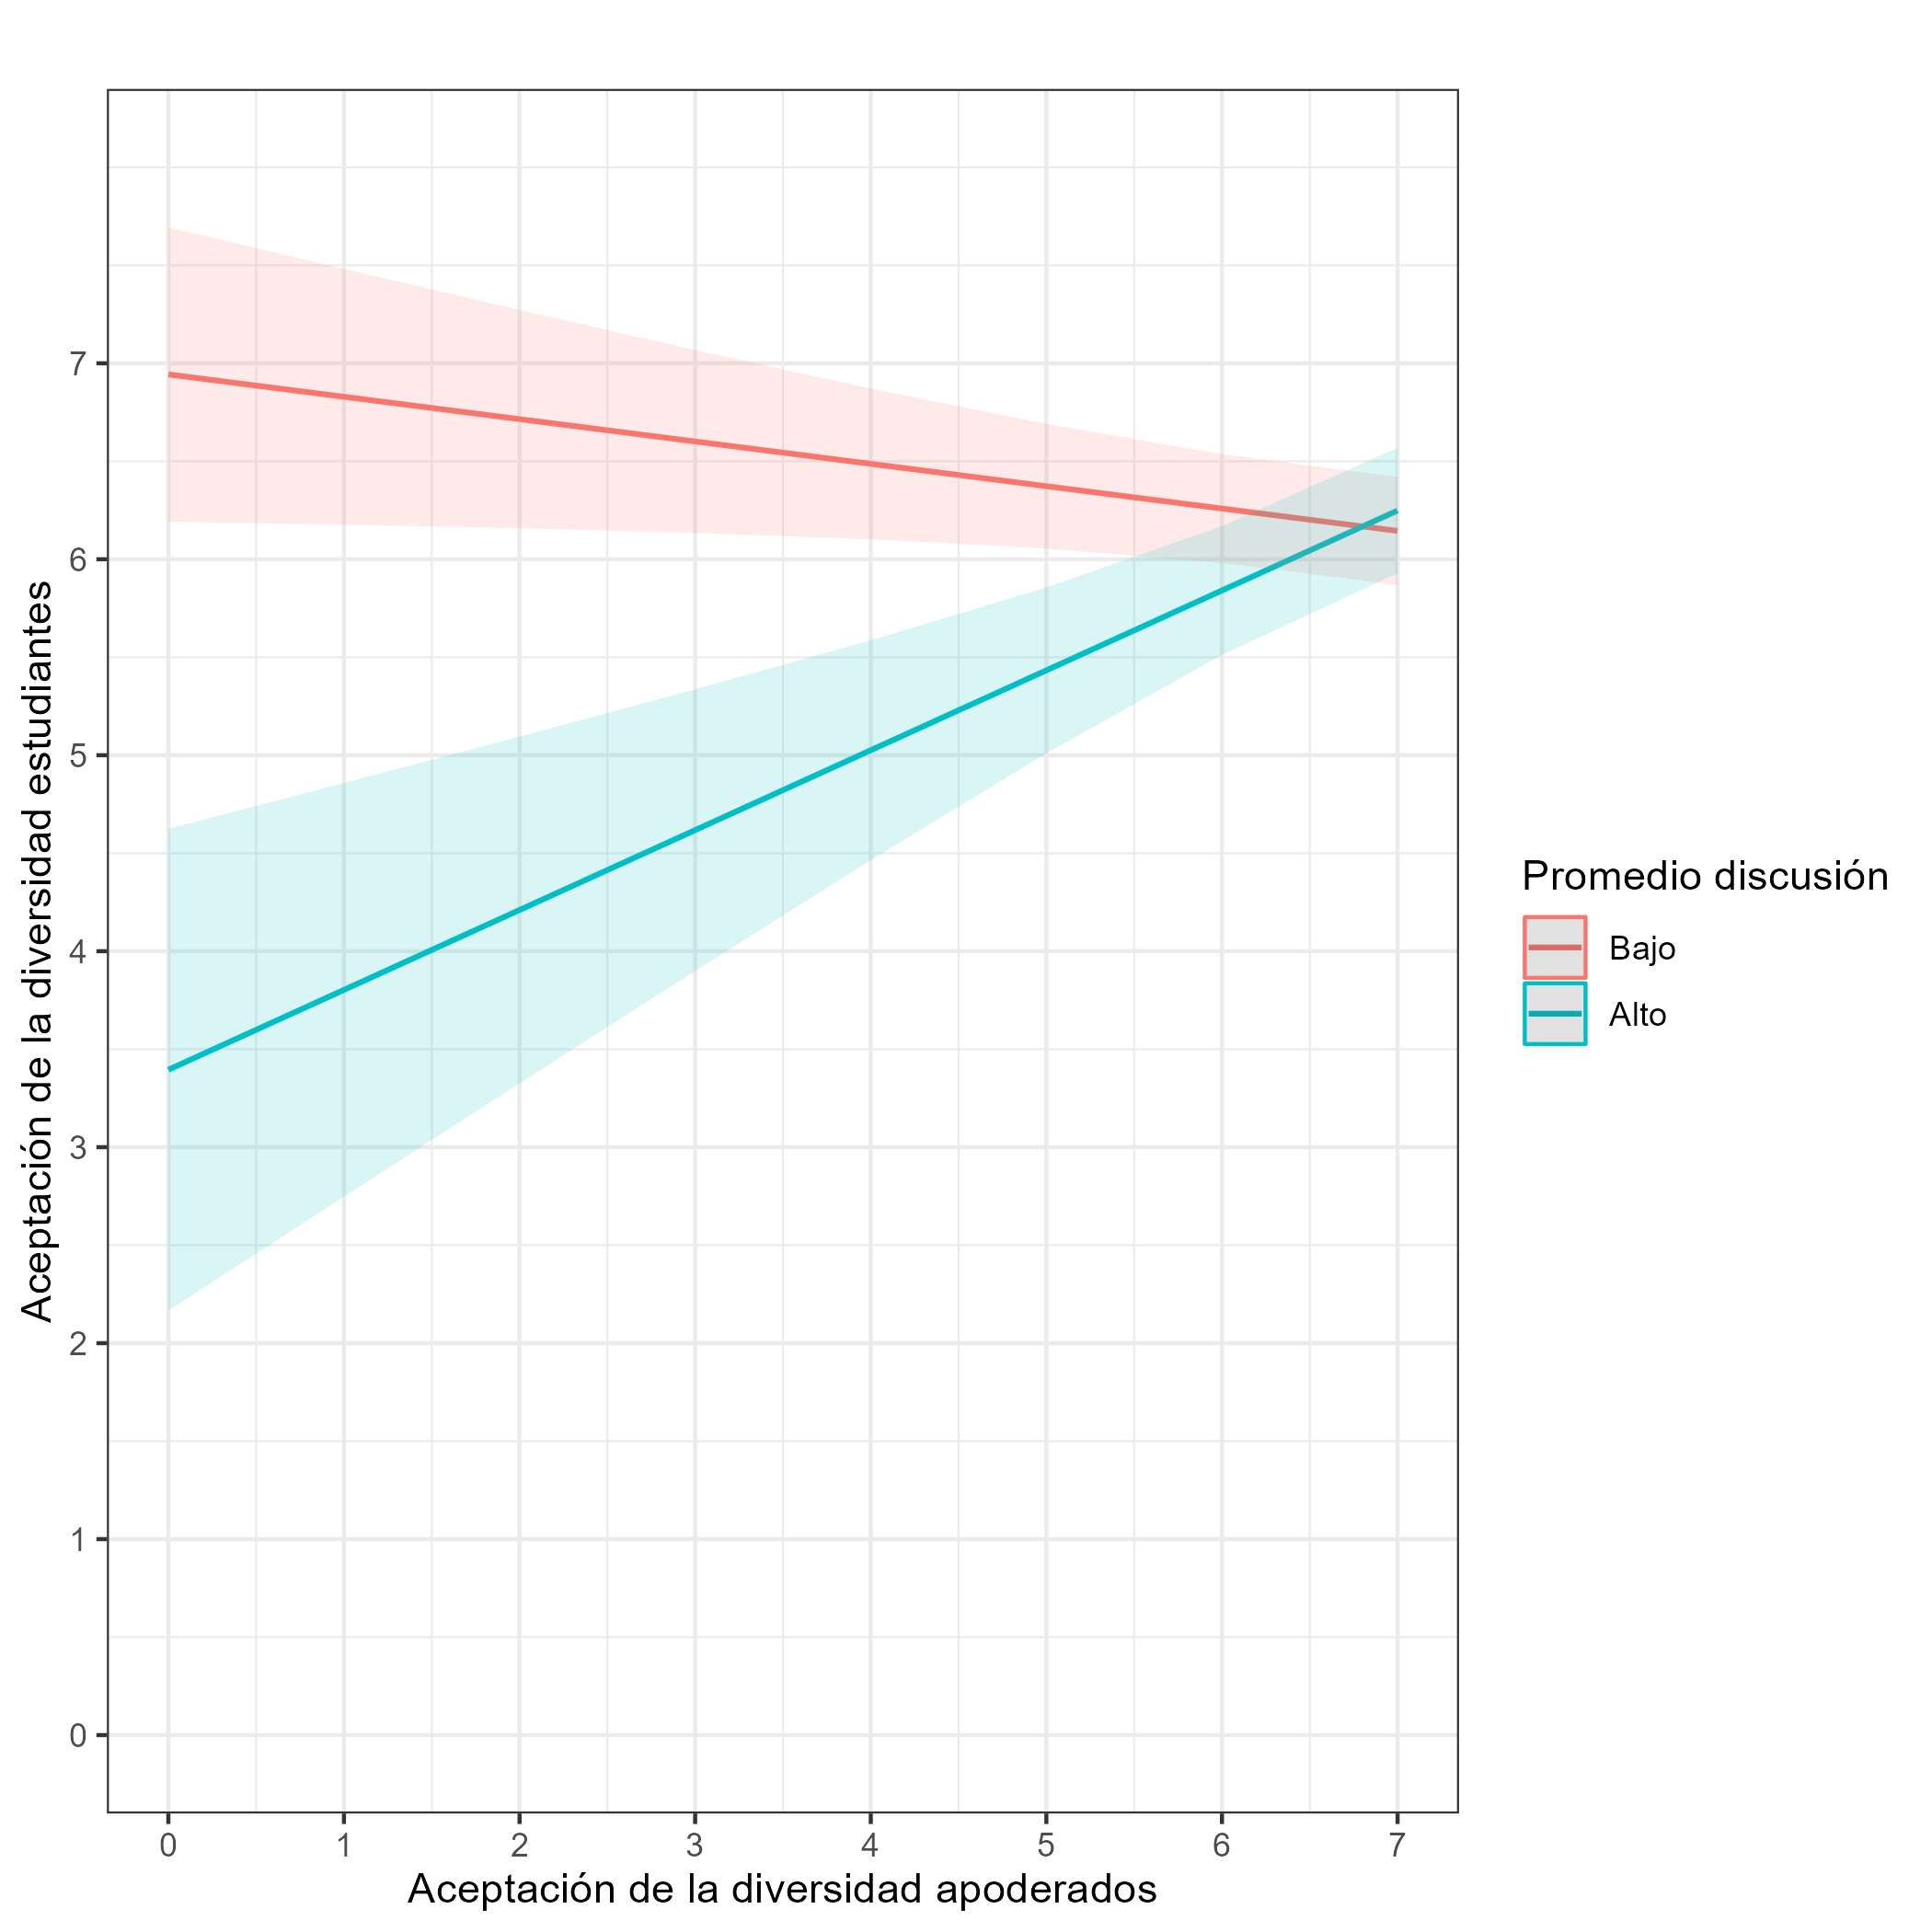 Aceptación de la diversidad estudiantes
7
6
5
4
3
2
1
0
0 1 2 3 4 5 6 7
Aceptación de la diversidad apoderados
Promedio discusión
Bajo
Alto